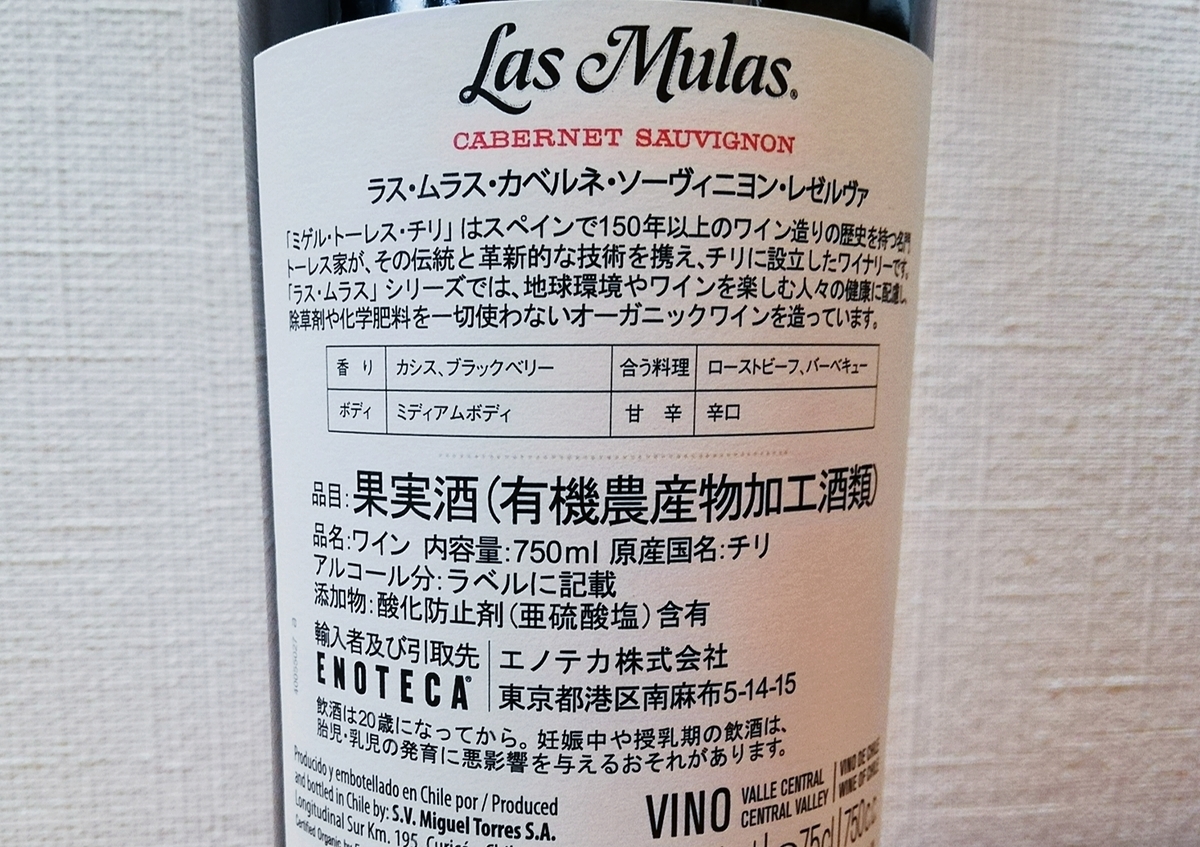 Las Mulas®
CABERNET SAUVIGNON
ラス・ムラス・カベルネ・ソーヴィニヨン・レゼルヴァ
「ミゲル・トーレス・チリ」はスペインで150年以上のワイン造りの歴史を持つ名門
トーレス家が、その伝統と革新的な技術を携え、チリに設立したワイナリーです。
「ラス・ムラス」シリーズでは、地球環境やワインを楽しむ人々の健康に配慮し、
除草剤や化学肥料を一切使わないオーガニックワインを造っています。
香り カシス、ブラックベリー 合う料理 ローストビーフ、バーベキュー
ボディ ミディアムボディ 甘辛 辛口
品目:果実酒(有機農産物加工酒類)
品名:ワイン 内容量:750ml 原産国名:チリ
アルコール分:ラベルに記載
添加物:酸化防止剤(亜硫酸塩)含有
輸入者及び引取先
ENOTECA®
エノテカ株式会社
東京都港区南麻布5-14-15
飲酒は20歳になってから。妊娠中や授乳期の飲酒は、
胎児・乳児の発育に悪影響を与えるおそれがあります。
Producido y embotellado en Chile por / Produced
and bottled in Chile by: S.V. Miguel Torres S.A.
Longitudinal Sur Km. 195, Curicó,
Certified Organic by
VINO
VALLE CENTRAL
CENTRAL VALLEY
VINO DE CHILE
WINE OF CHILE
75cl 750cc